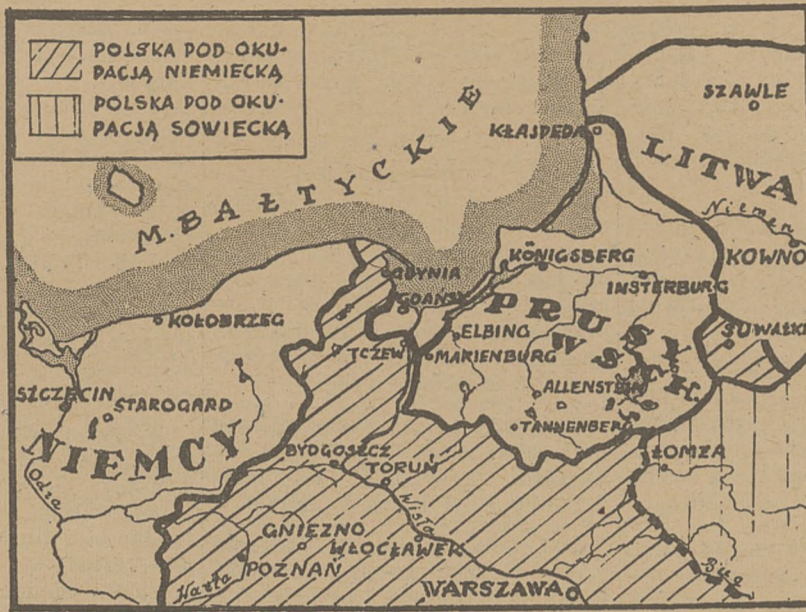 POLSKA POD OKU-
PACJĄ NIEMIECKĄ
POLSKA POD OKU-
PACJĄ SOWIECKĄ
SZAWLE
KŁAJPEDA
LITWA
M. BAŁTYCKIE
Niemen
KOWNO
KÖNIGSBERG
GDYNIA
INSTERBURG
GDAŃSK
PRUSY
WSCH.
KOŁOBRZEG
ELBING
SUWAŁKI
TCZEW
MARIENBURG
SZCZECIN
ALLENSTEIN
STAROGARD
TANNENBERG
NIEMCY
BYDGOSZCZ
ŁOMŻA
TORUŃ
Odra
Wisła
GNIEZNO
WŁOCŁAWEK
POZNAŃ
Warta
Bug
WARSZAWA